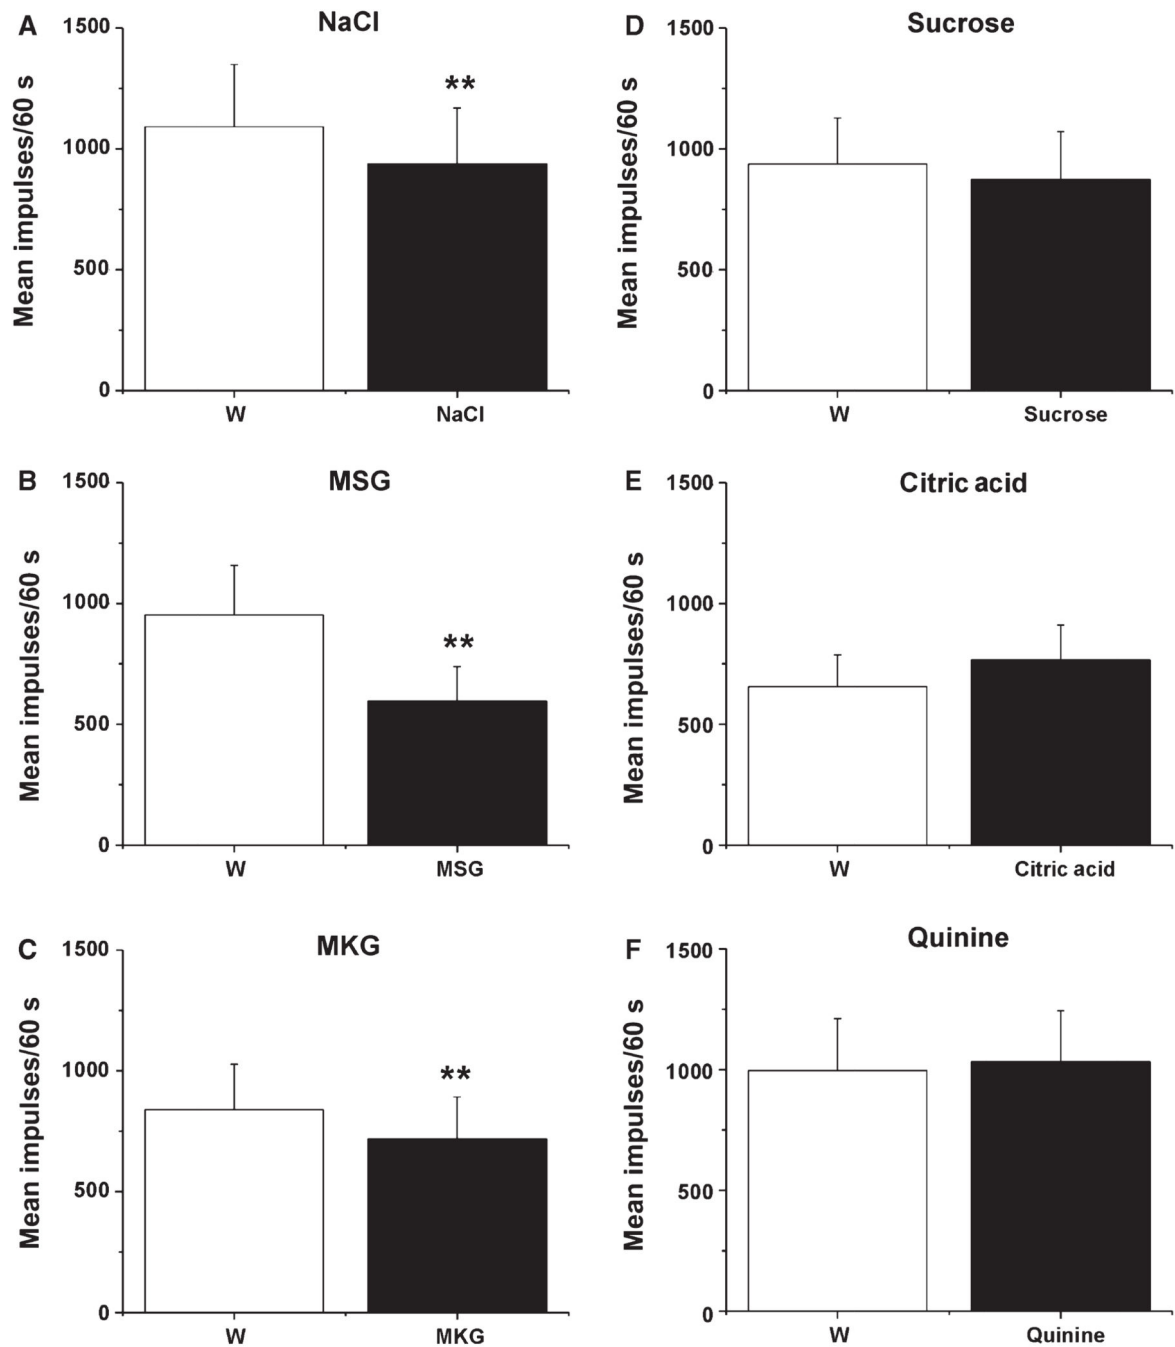 A
NaCl
Mean impulses/60 s
1500
1000
500
0
**
W
NaCl
D
Sucrose
Mean impulses/60 s
1500
1000
500
0
W
Sucrose
B
MSG
Mean impulses/60 s
1500
1000
500
0
**
W
MSG
E
Citric acid
Mean impulses/60 s
1500
1000
500
0
W
Citric acid
C
MKG
Mean impulses/60 s
1500
1000
500
0
**
W
MKG
F
Quinine
Mean impulses/60 s
1500
1000
500
0
W
Quinine